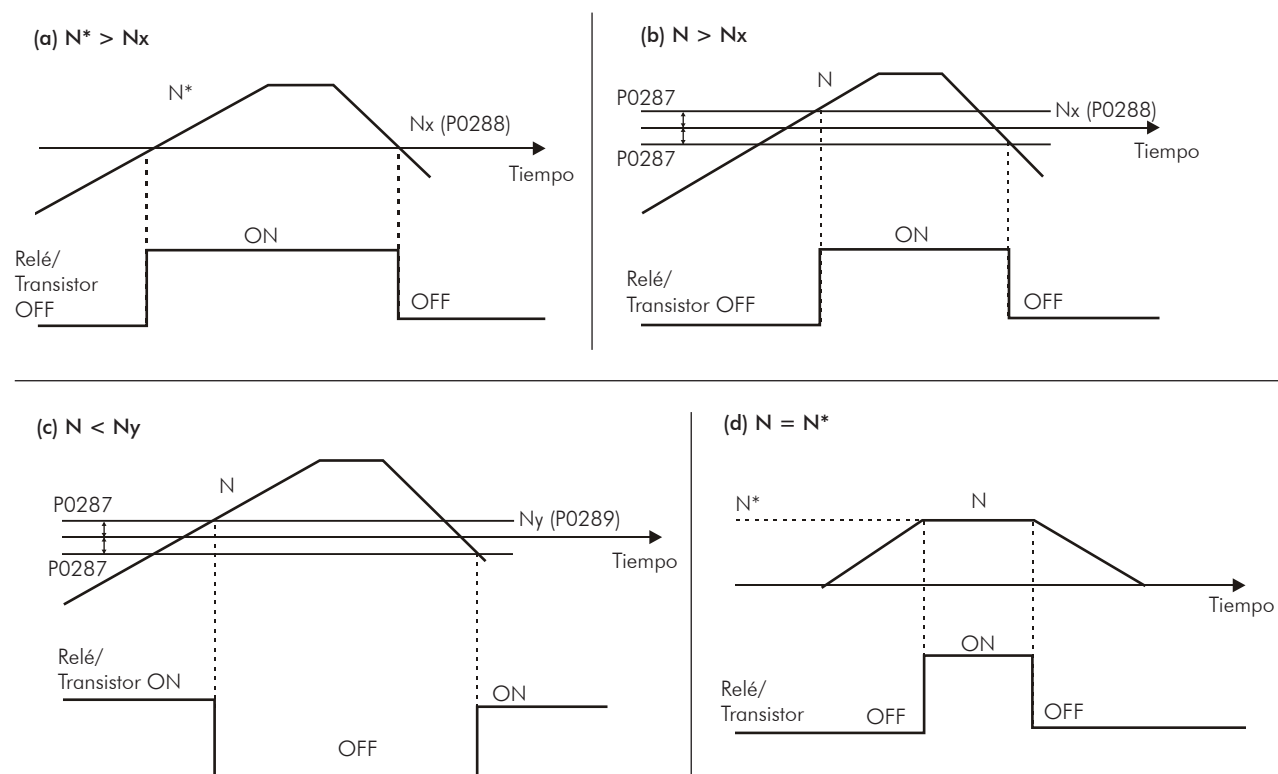 (a) N* > Nx
N*
Nx (P0288)
Tiempo
ON
Relé/
Transistor
OFF
OFF
(b) N > Nx
N
P0287
Nx (P0288)
P0287
Tiempo
ON
Relé/
Transistor OFF
OFF
(c) N < Ny
N
P0287
Ny (P0289)
P0287
Tiempo
Relé/
Transistor ON
ON
OFF
(d) N = N*
N*
N
Tiempo
ON
Relé/
Transistor
OFF
OFF